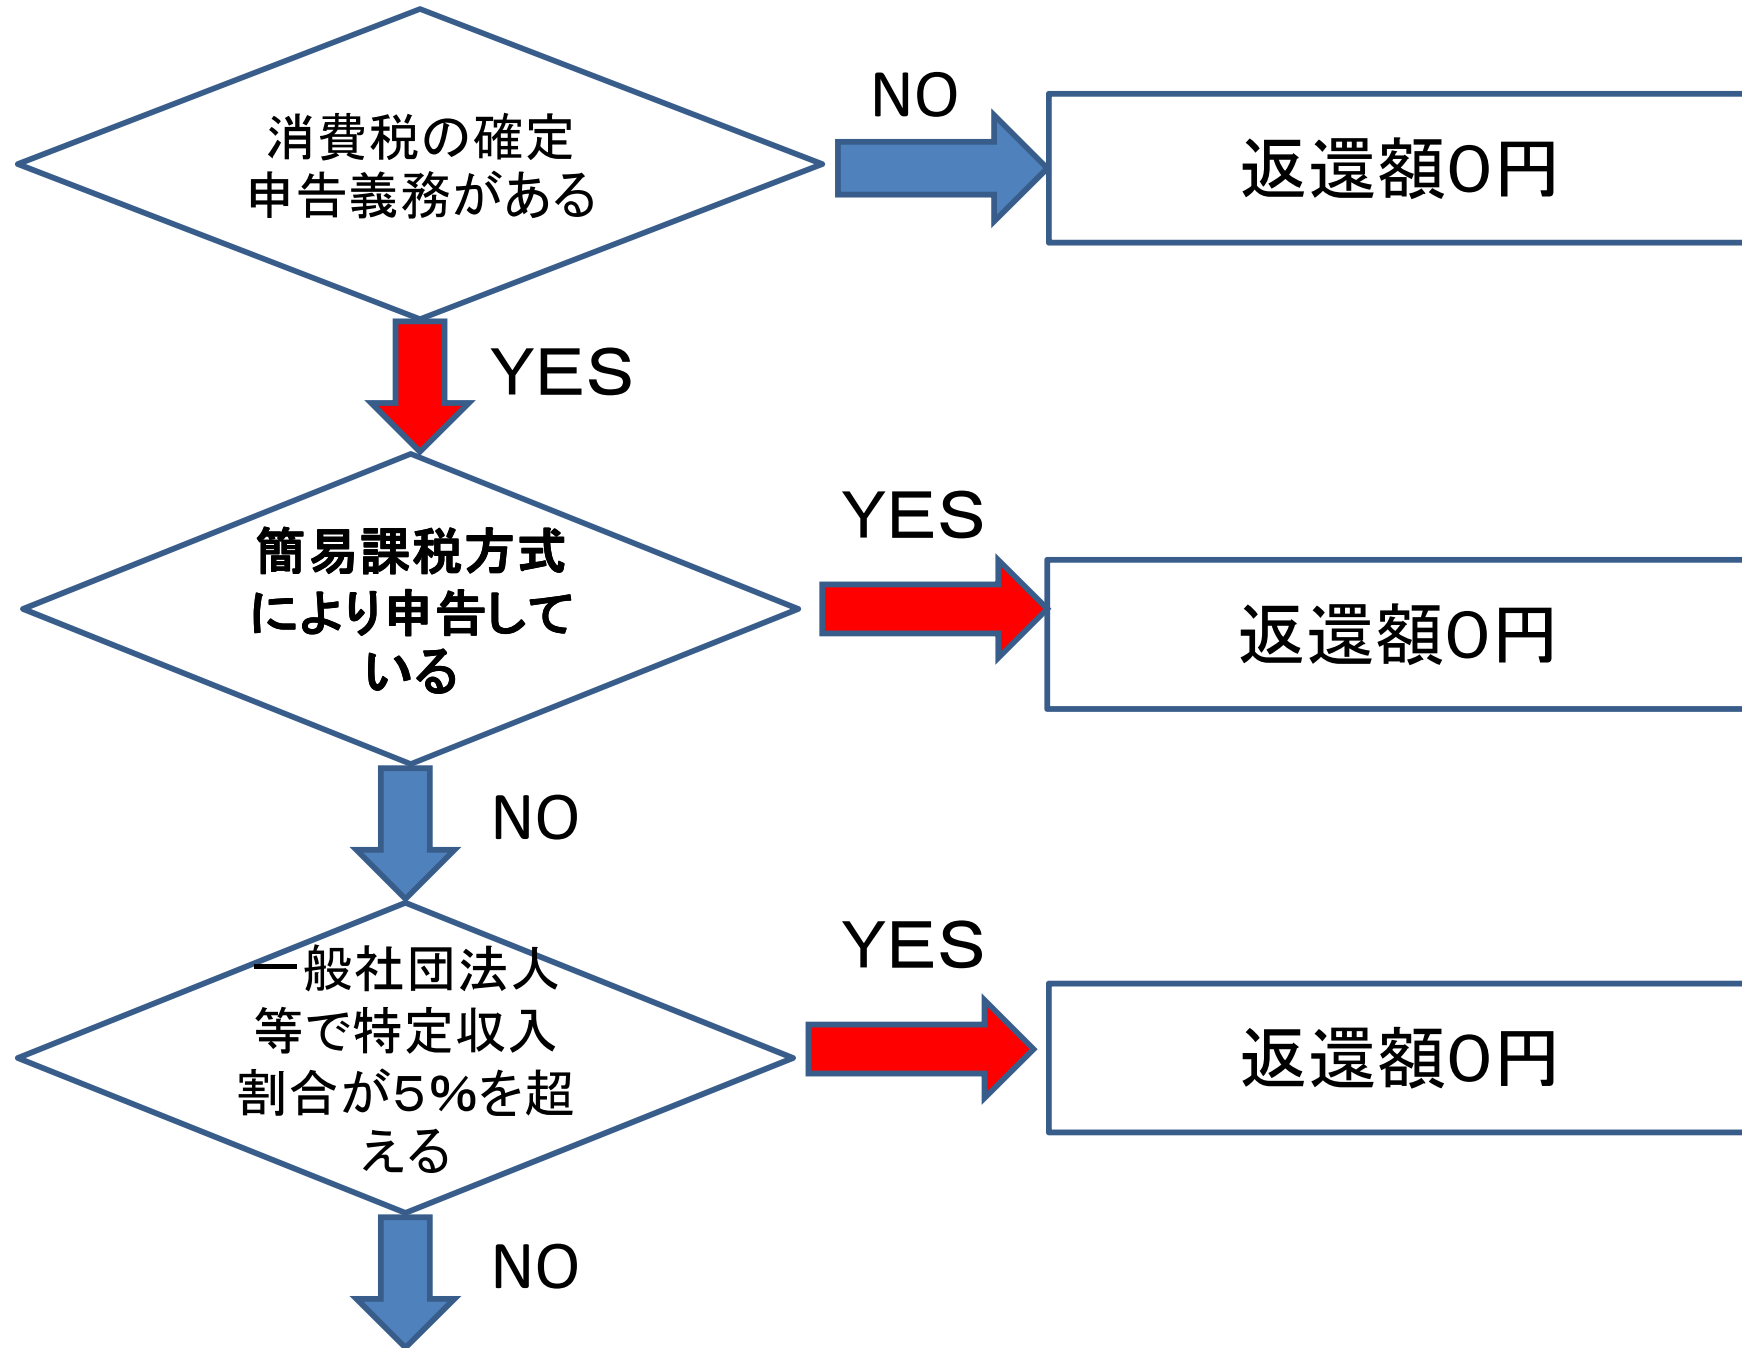 消費税の確定
申告義務がある
NO
返還額0円
YES
簡易課税方式
により申告して
いる
YES
返還額0円
NO
一般社団法人
等で特定収入
割合が5%を超
える
YES
返還額0円
NO